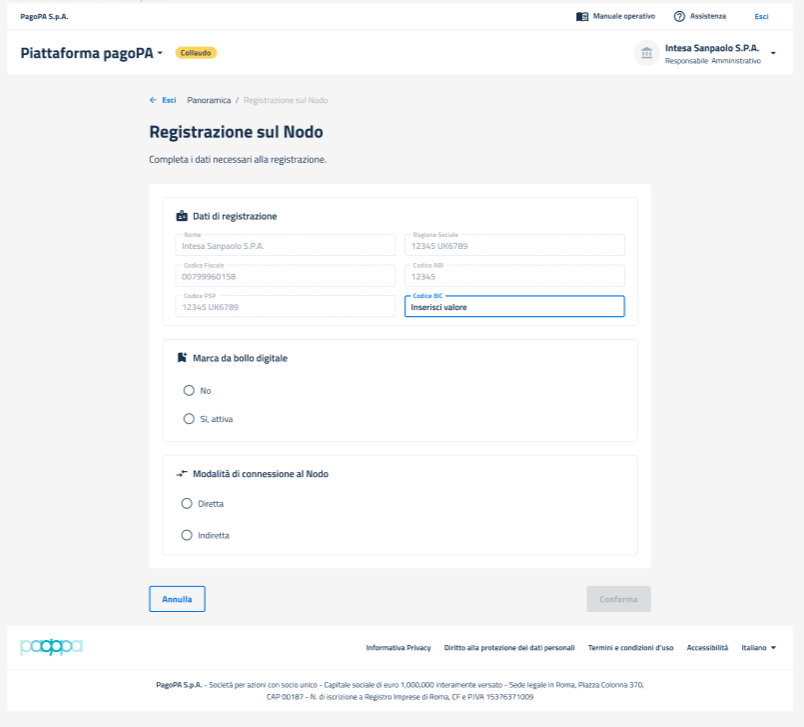 PagoPA S.p.A.
Manuale operativo
Assistenza
Esci
Piattaforma pagoPA
Collaudo
Intesa Sanpaolo S.P.A.
Responsabile Amministrativo
Esci
Panoramica / Registrazione sul Nodo
Registrazione sul Nodo
Completa i dati necessari alla registrazione.
Dati di registrazione
Nome
Intesa Sanpaolo S.P.A.
Ragione Sociale
12345 UK6789
Codice Fiscale
00799960158
Codice ABI
12345
Codice PSP
12345 UK6789
Codice BIC
Inserisci valore
Marca da bollo digitale
No
Sì, attiva
Modalità di connessione al Nodo
Diretta
Indiretta
Annulla
Conferma
pagopa
Informativa Privacy
Diritto alla protezione dei dati personali
Termini e condizioni d'uso
Accessibilità
Italiano
PagoPA S.p.A. - Società per azioni con socio unico - Capitale sociale di euro 1,000,000 interamente versato - Sede legale in Roma, Piazza Colonna 370,
CAP 00187 - N. di iscrizione a Registro Imprese di Roma, CF e P.IVA 15376371009